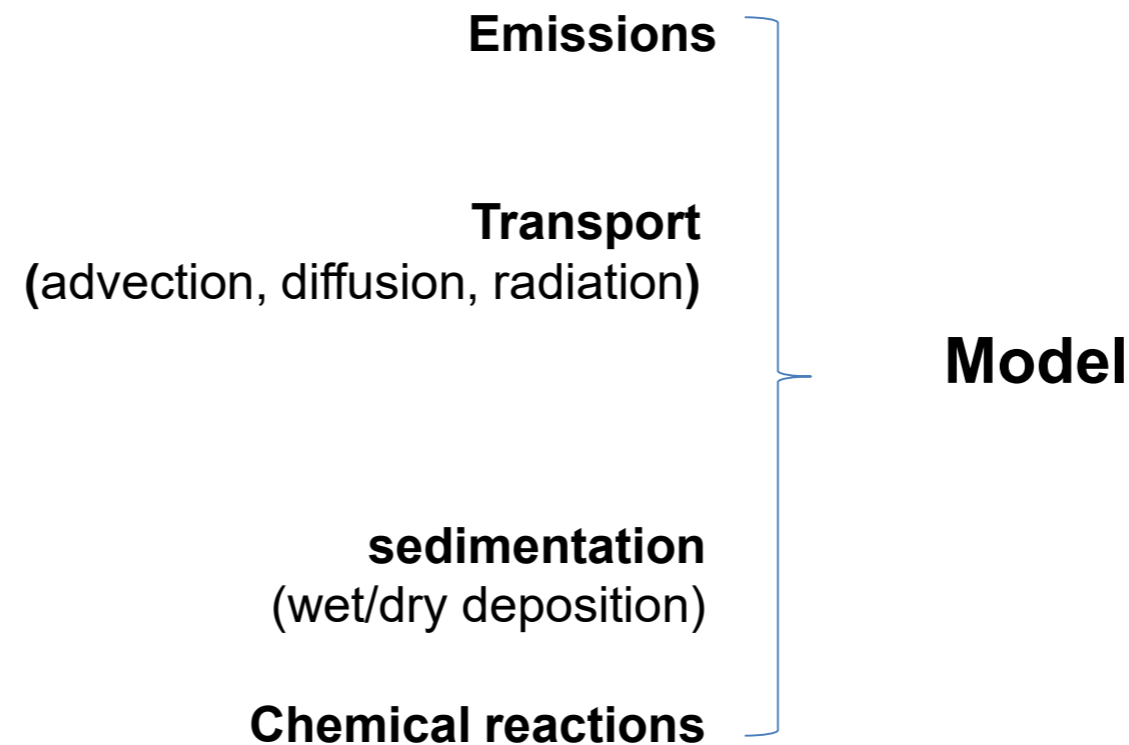 Emissions
Transport
(advection, diffusion, radiation)
Model
sedimentation
(wet/dry deposition)
Chemical reactions